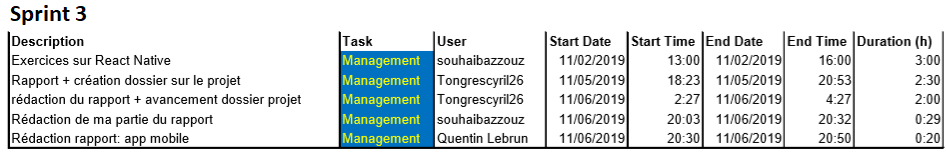 Sprint 3
Description Task User Start Date Start Time End Date End Time Duration (h)
Exercices sur React Native Management souhaibazzouz 11/02/2019 13:00 11/02/2019 16:00 3:00
Rapport + création dossier sur le projet Management Tongrescyril26 11/05/2019 18:23 11/05/2019 20:53 2:30
rédaction du rapport + avancement dossier projet Management Tongrescyril26 11/06/2019 2:27 11/06/2019 4:27 2:00
Rédaction de ma partie du rapport Management souhaibazzouz 11/06/2019 20:03 11/06/2019 20:32 0:29
Rédaction rapport: app mobile Management Quentin Lebrun 11/06/2019 20:30 11/06/2019 20:50 0:20